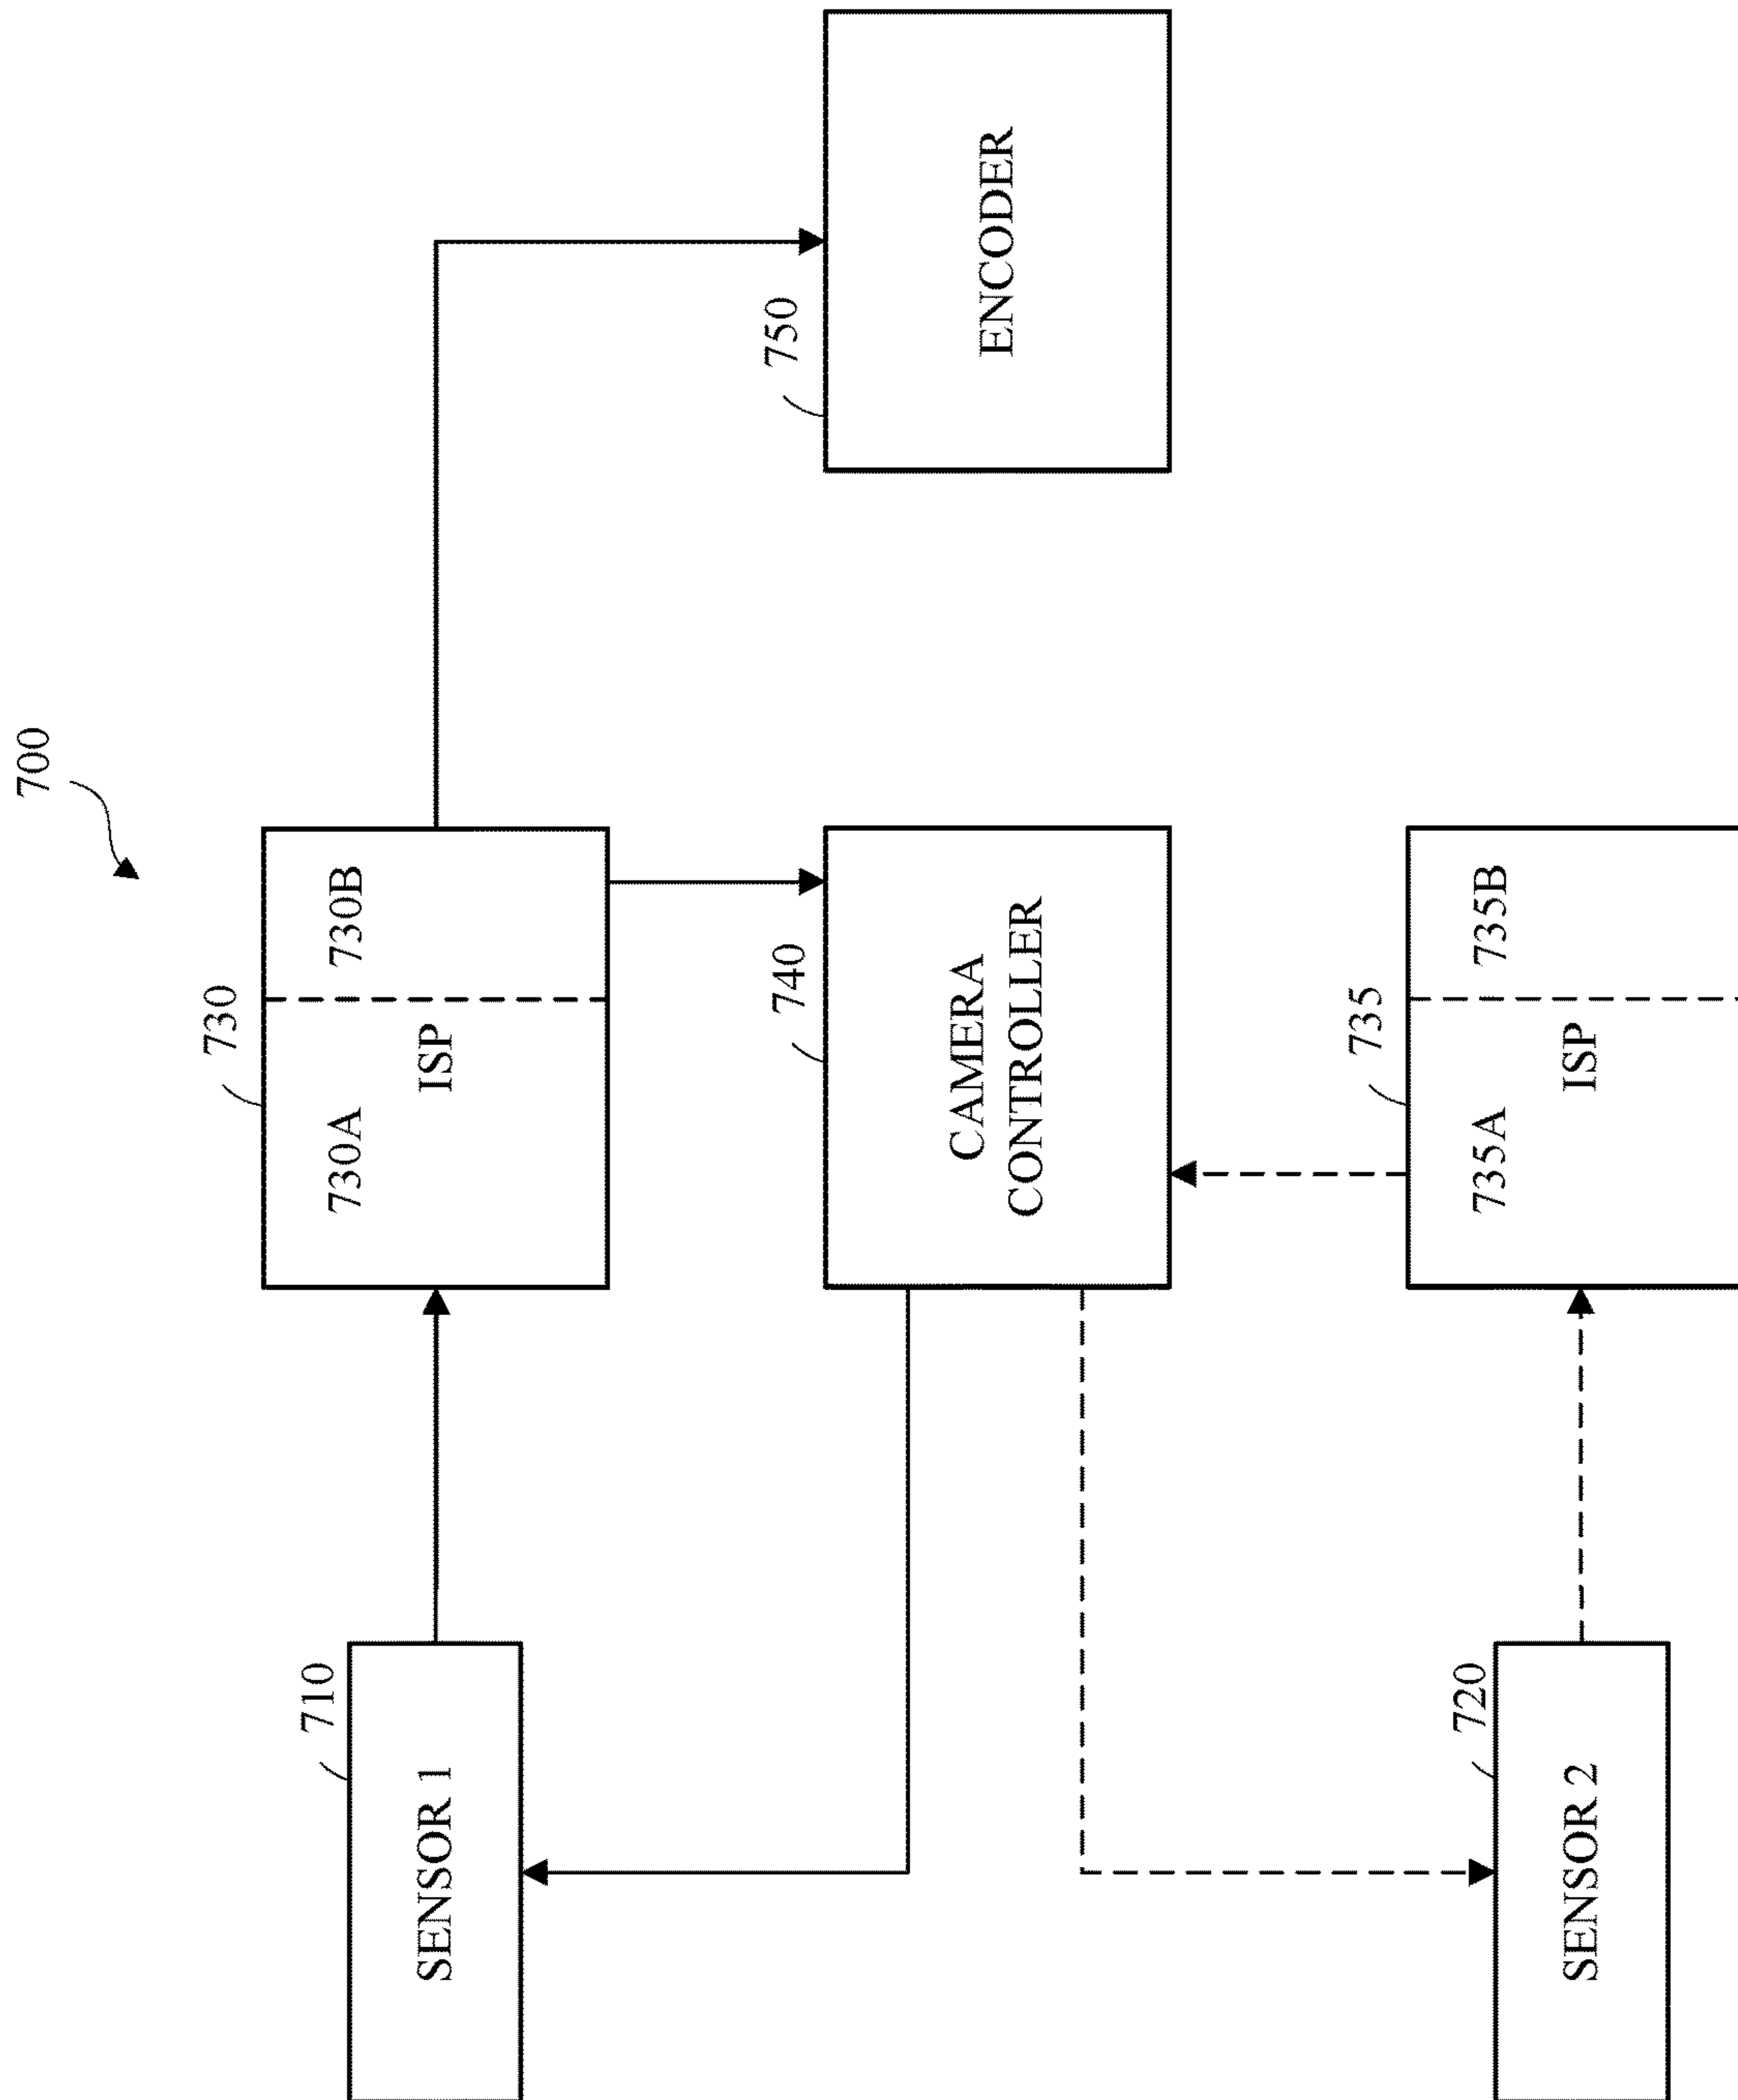 700
710
SENSOR 1
730
730A
730B
ISP
740
CAMERA
CONTROLLER
750
ENCODER
720
SENSOR 2
735
735A
735B
ISP